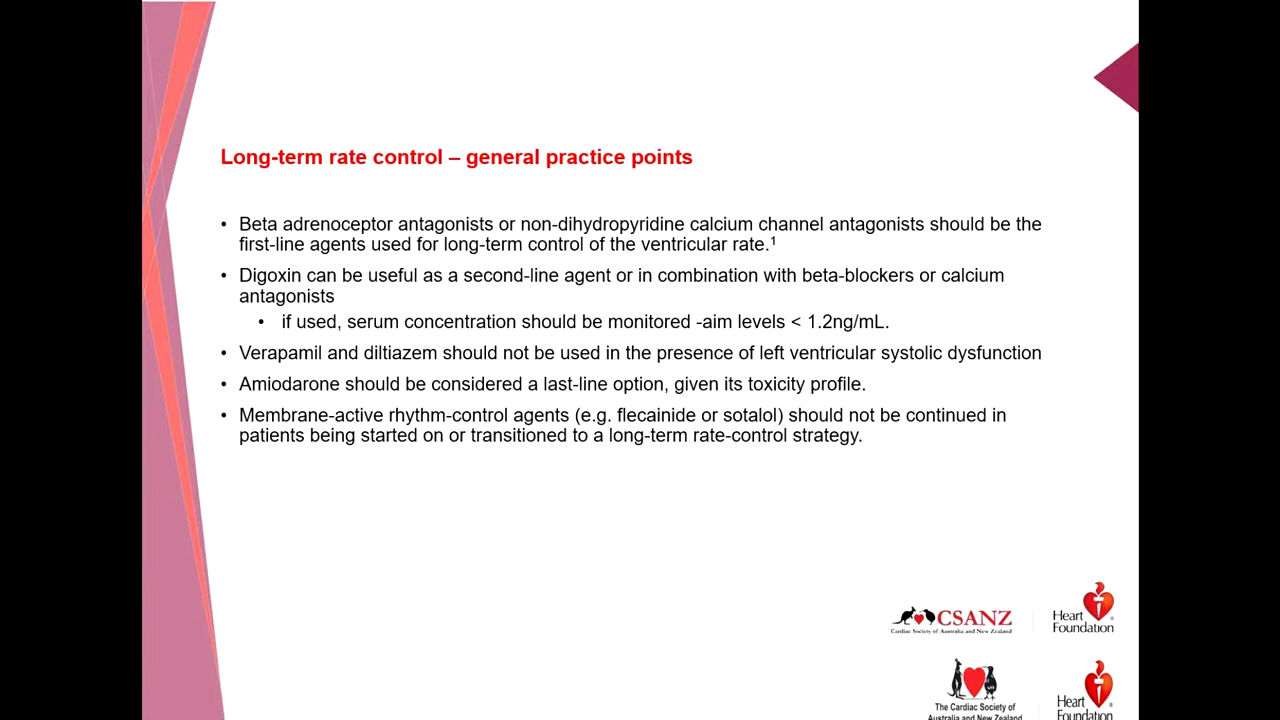 Long-term rate control – general practice points
• Beta adrenoceptor antagonists or non-dihydropyridine calcium channel antagonists should be the
first-line agents used for long-term control of the ventricular rate.¹
• Digoxin can be useful as a second-line agent or in combination with beta-blockers or calcium
antagonists
• if used, serum concentration should be monitored -aim levels < 1.2ng/mL.
• Verapamil and diltiazem should not be used in the presence of left ventricular systolic dysfunction
• Amiodarone should be considered a last-line option, given its toxicity profile.
• Membrane-active rhythm-control agents (e.g. flecainide or sotalol) should not be continued in
patients being started on or transitioned to a long-term rate-control strategy.
CSANZ
Cardiac Society of Australia and New Zealand
Heart
Foundation
The Cardiac Society of
Australia and New Zealand
Heart
Foundation